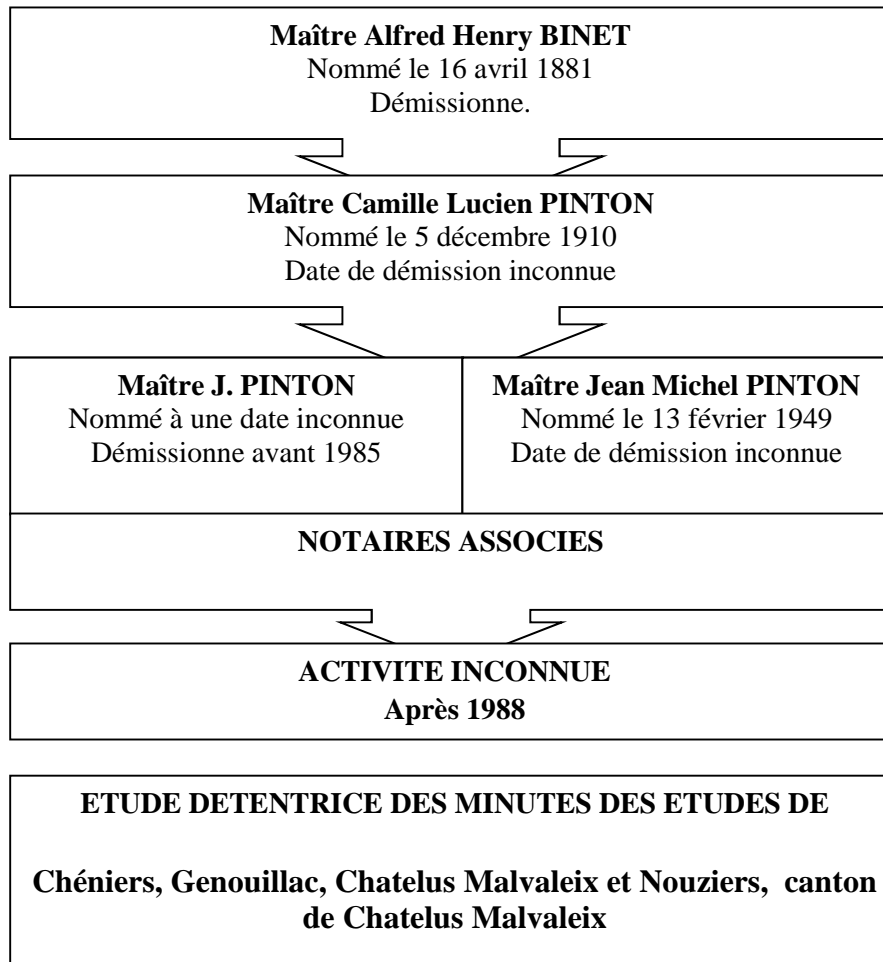 Maître Alfred Henry BINET
Nommé le 16 avril 1881
Démissionne.
Maître Camille Lucien PINTON
Nommé le 5 décembre 1910
Date de démission inconnue
Maître J. PINTON
Nommé à une date inconnue
Démissionne avant 1985
Maître Jean Michel PINTON
Nommé le 13 février 1949
Date de démission inconnue
NOTAIRES ASSOCIES
ACTIVITE INCONNUE
Après 1988
ETUDE DETENTRICE DES MINUTES DES ETUDES DE
Chéniers, Genouillac, Chatelus Malvaleix et Nouziers, canton
de Chatelus Malvaleix